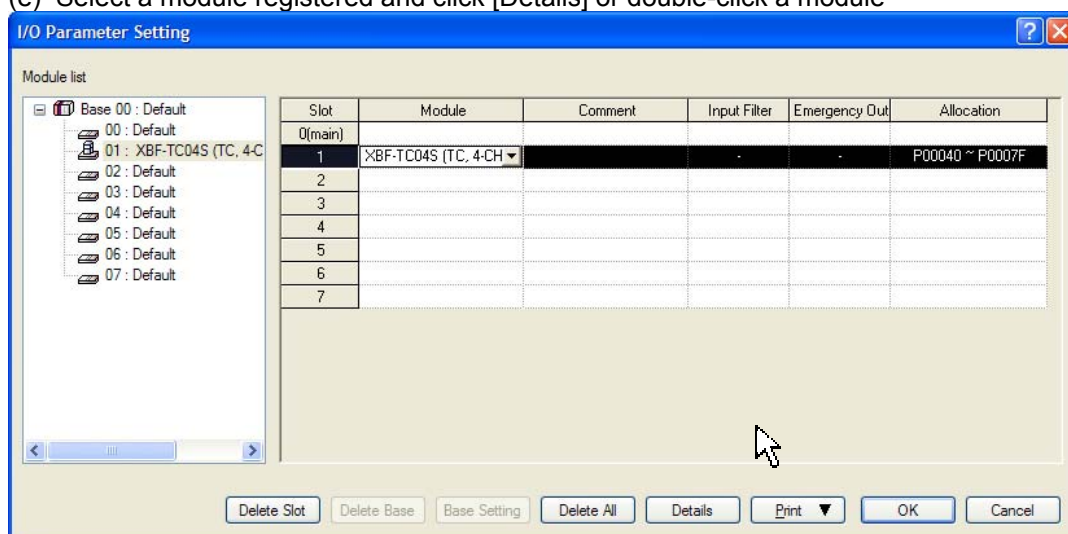 (e) Select a module registered and click [Details] or double-click a module
I/O Parameter Setting
Module list
Base 00 : Default
00 : Default
01 : XBF-TC04S (TC, 4-C
02 : Default
03 : Default
04 : Default
05 : Default
06 : Default
07 : Default
Slot Module Comment Input Filter Emergency Out Allocation
0(main)
1 XBF-TC04S (TC, 4-CH - - P00040 ~ P0007F
2
3
4
5
6
7
Delete Slot Delete Base Base Setting Delete All Details Print ▼ OK Cancel